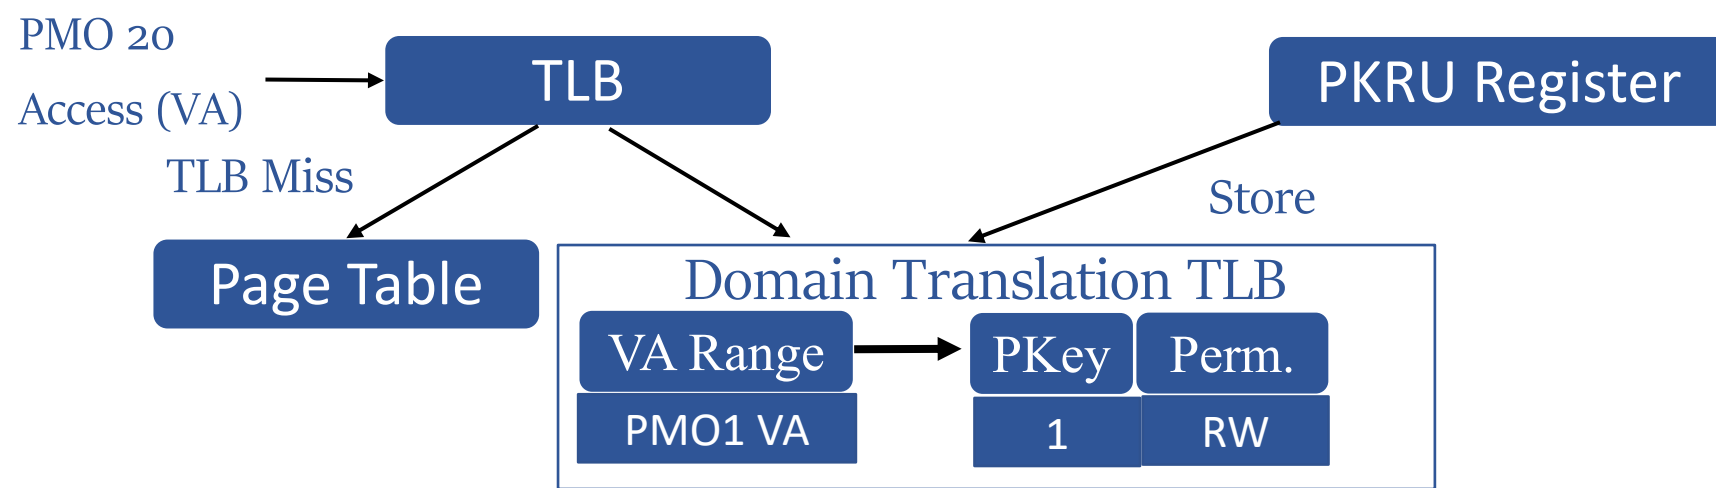 PMO 20
Access (VA)
TLB
PKRU Register
TLB Miss
Store
Page Table
Domain Translation TLB
VA Range
PKey
Perm.
PMO1 VA
1
RW